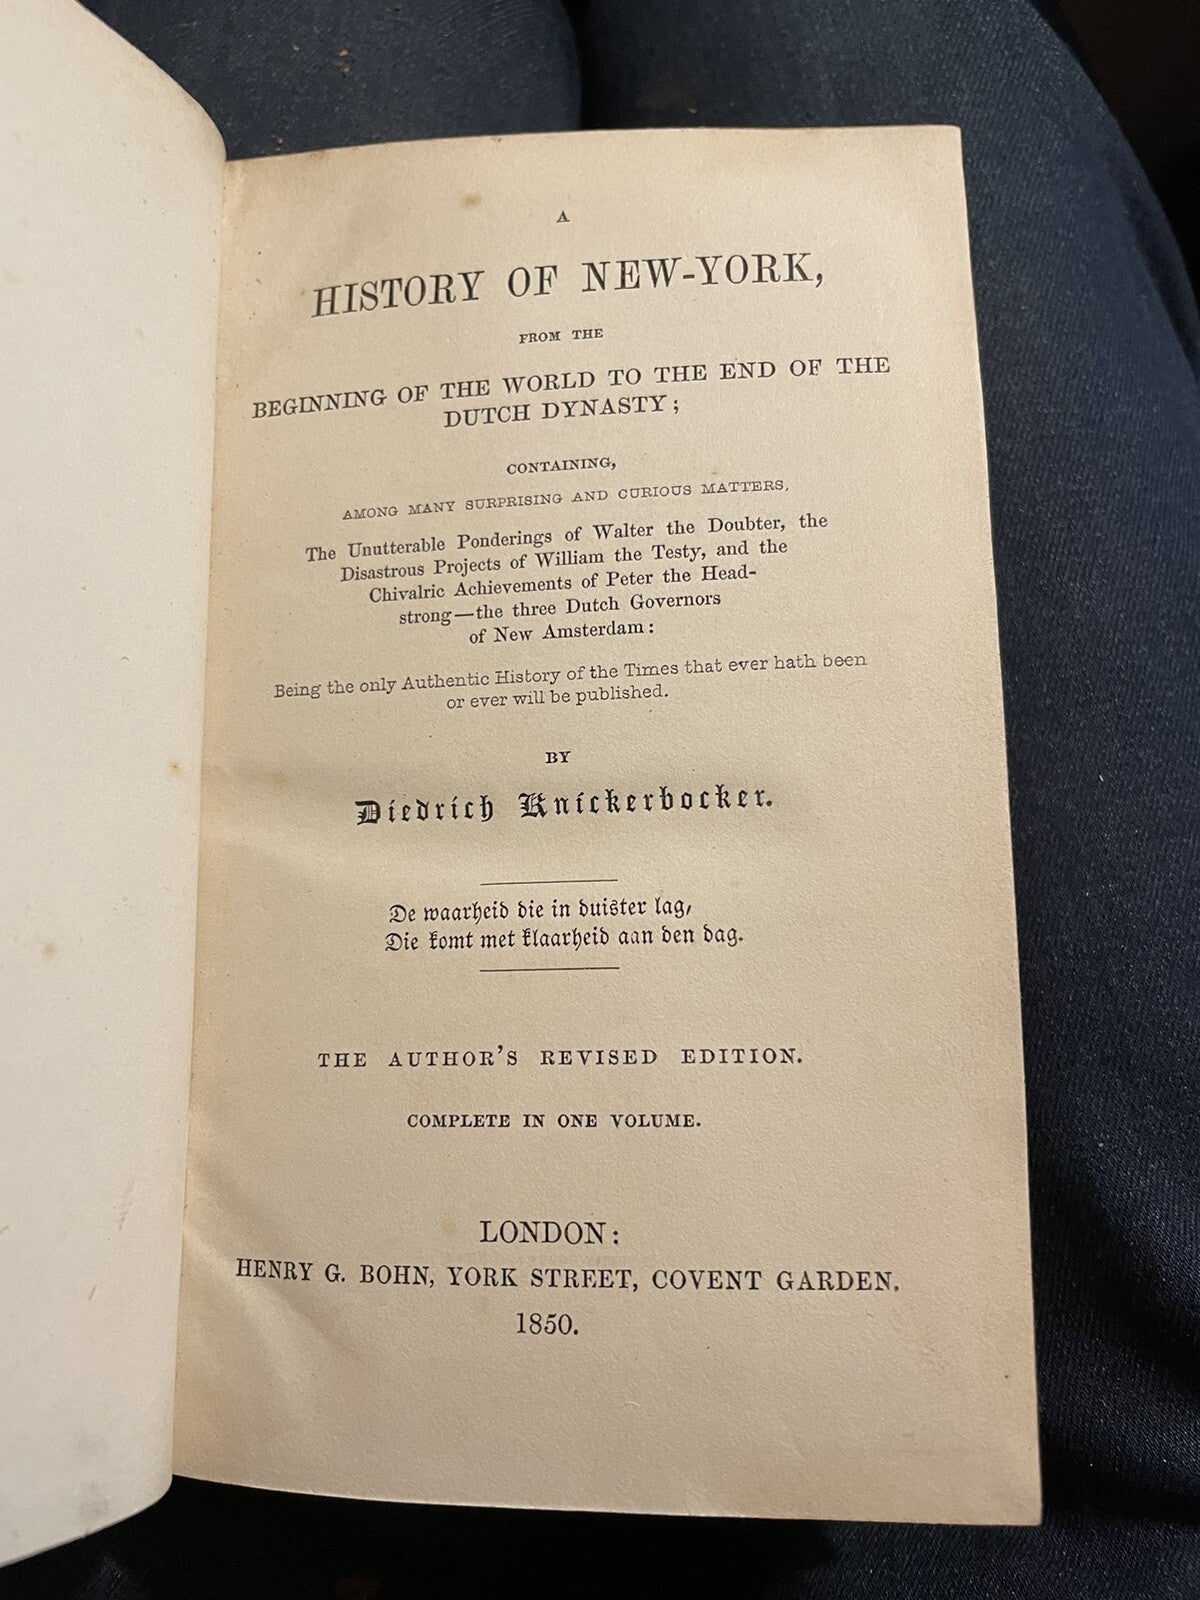 A
HISTORY OF NEW-YORK,
FROM THE
BEGINNING OF THE WORLD TO THE END OF THE
DUTCH DYNASTY;
CONTAINING,
AMONG MANY SURPRISING AND CURIOUS MATTERS,
The Unutterable Ponderings of Walter the Doubter, the
Disastrous Projects of William the Testy, and the
Chivalric Achievements of Peter the Head-
strong—the three Dutch Governors
of New Amsterdam:
Being the only Authentic History of the Times that ever hath been
or ever will be published.
BY
Diedrich Knickerbocker.
De waarheid die in duister lag,
Die komt met klaarheid aan den dag.
THE AUTHOR'S REVISED EDITION.
COMPLETE IN ONE VOLUME.
LONDON:
HENRY G. BOHN, YORK STREET, COVENT GARDEN.
1850.